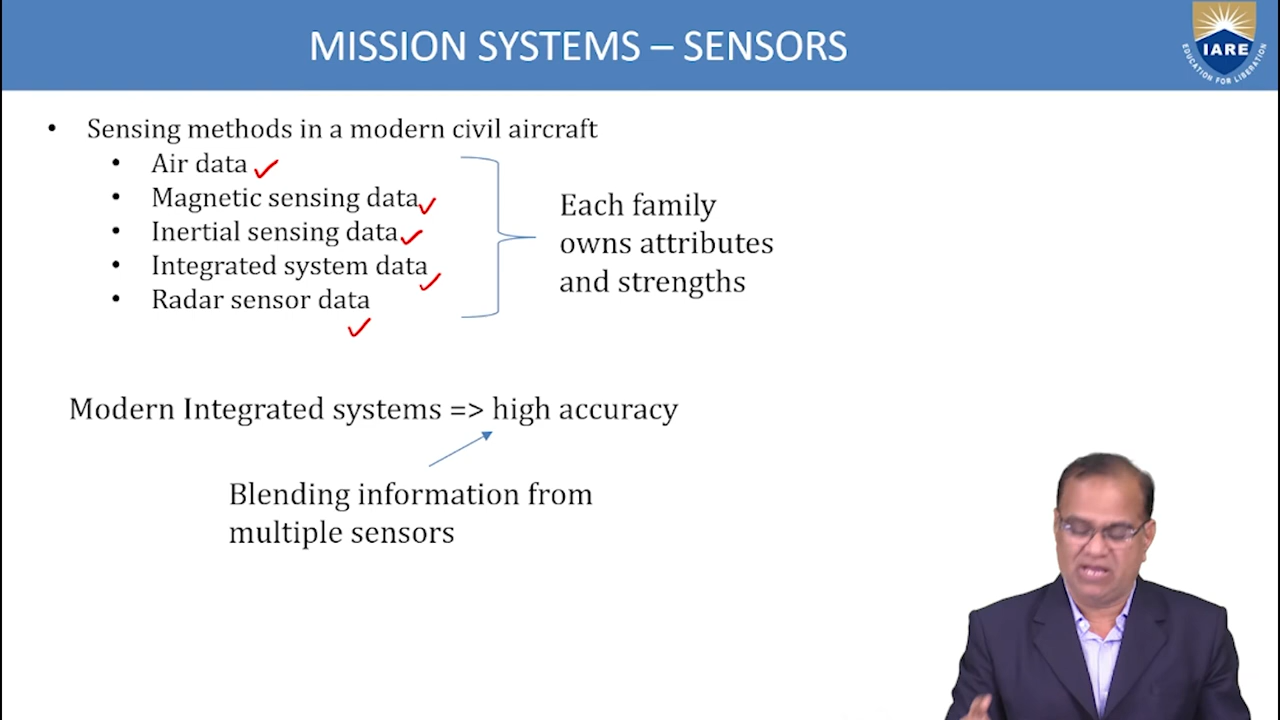 MISSION SYSTEMS – SENSORS
IARE
EDUCATION FOR LIBERATION
• Sensing methods in a modern civil aircraft
• Air data
• Magnetic sensing data
• Inertial sensing data
• Integrated system data
• Radar sensor data
Each family
owns attributes
and strengths
Modern Integrated systems => high accuracy
Blending information from
multiple sensors